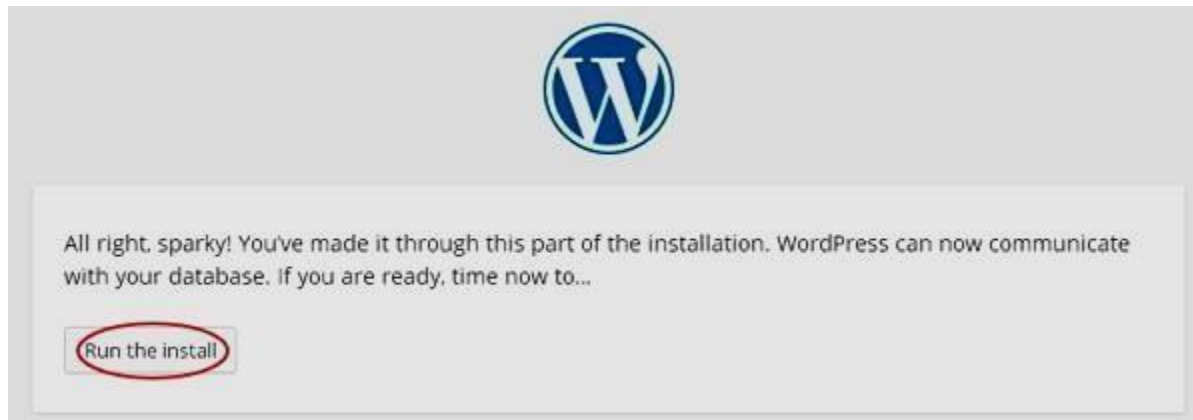 All right, sparky! You've made it through this part of the installation. WordPress can now communicate
with your database. If you are ready, time now to...
Run the install